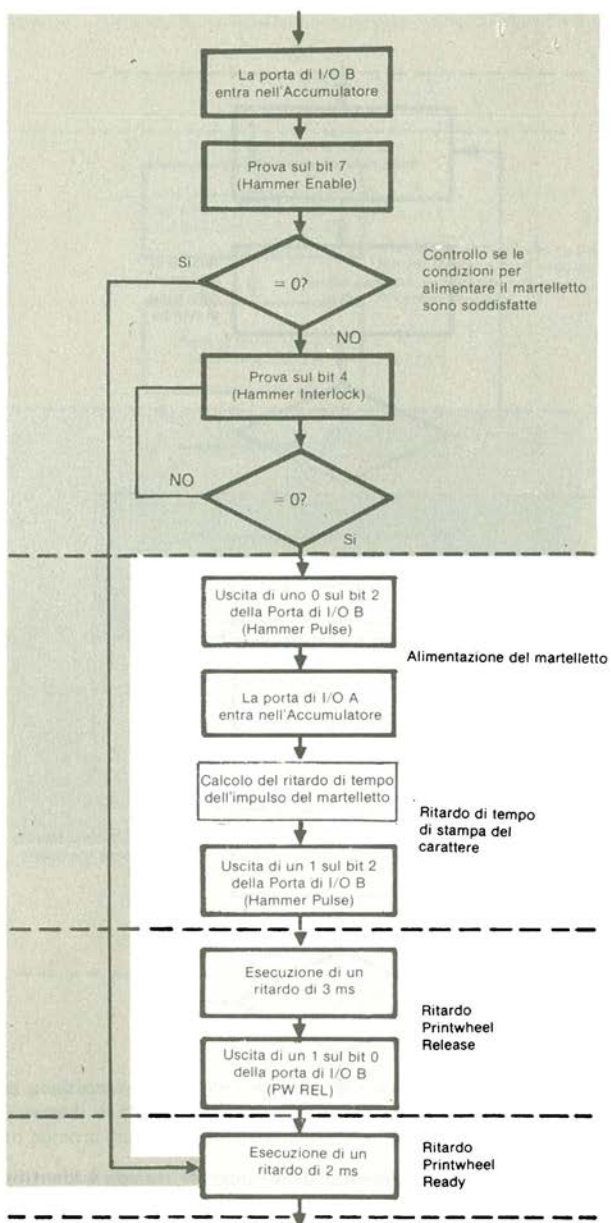 La porta di I/O B
entra nell'Accumulatore
Prova sul bit 7
(Hammer Enable)
Si
= 0?
Controllo se le
condizioni per
alimentare il martelletto
sono soddisfatte
NO
Prova sul bit 4
(Hammer Interlock)
NO
= 0?
Si
Uscita di uno 0 sul bit 2
della Porta di I/O B
(Hammer Pulse)
Alimentazione del martelletto
La porta di I/O A
entra nell'Accumulatore
Calcolo del ritardo di tempo
dell'impulso del martelletto
Ritardo di tempo
di stampa del
carattere
Uscita di un 1 sul bit 2
della Porta di I/O B
(Hammer Pulse)
Esecuzione di un
ritardo di 3 ms
Ritardo
Printwheel
Release
Uscita di un 1 sul bit 0
della porta di I/O B
(PW REL)
Esecuzione di un
ritardo di 2 ms
Ritardo
Printwheel
Ready